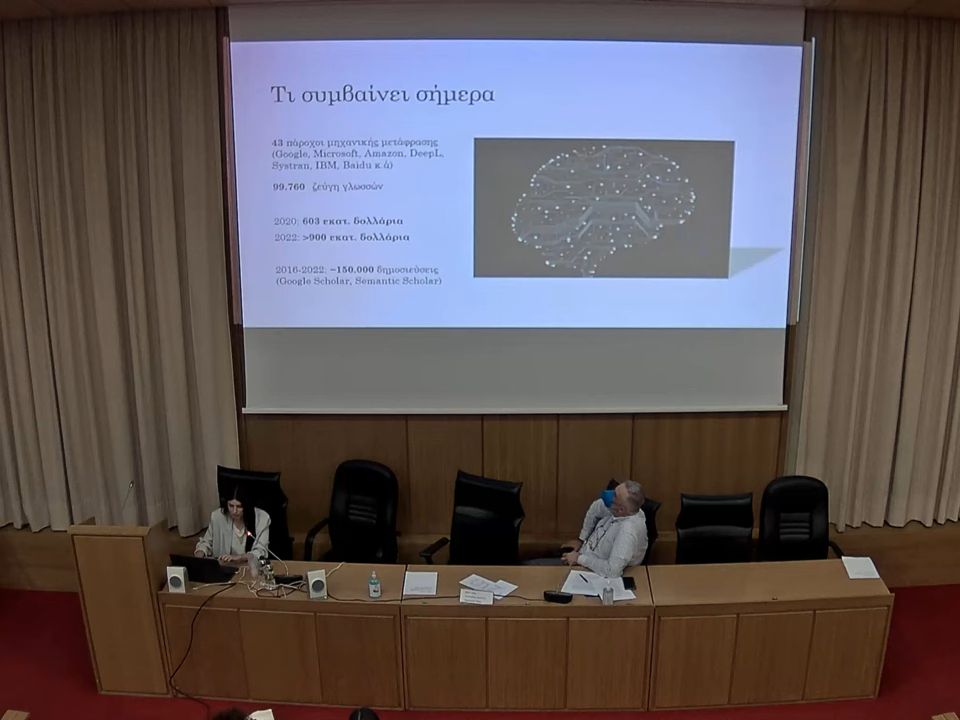 Τι συμβαίνει σήμερα
43 πάροχοι μηχανικής μετάφρασης
(Google, Microsoft, Amazon, DeepL,
Systran, IBM, Baidu κ.ά)
99.760 ζεύγη γλωσσών
2020: 603 εκατ. δολλάρια
2022: >900 εκατ. δολλάρια
2016-2022: ~150.000 δημοσιεύσεις
(Google Scholar, Semantic Scholar)